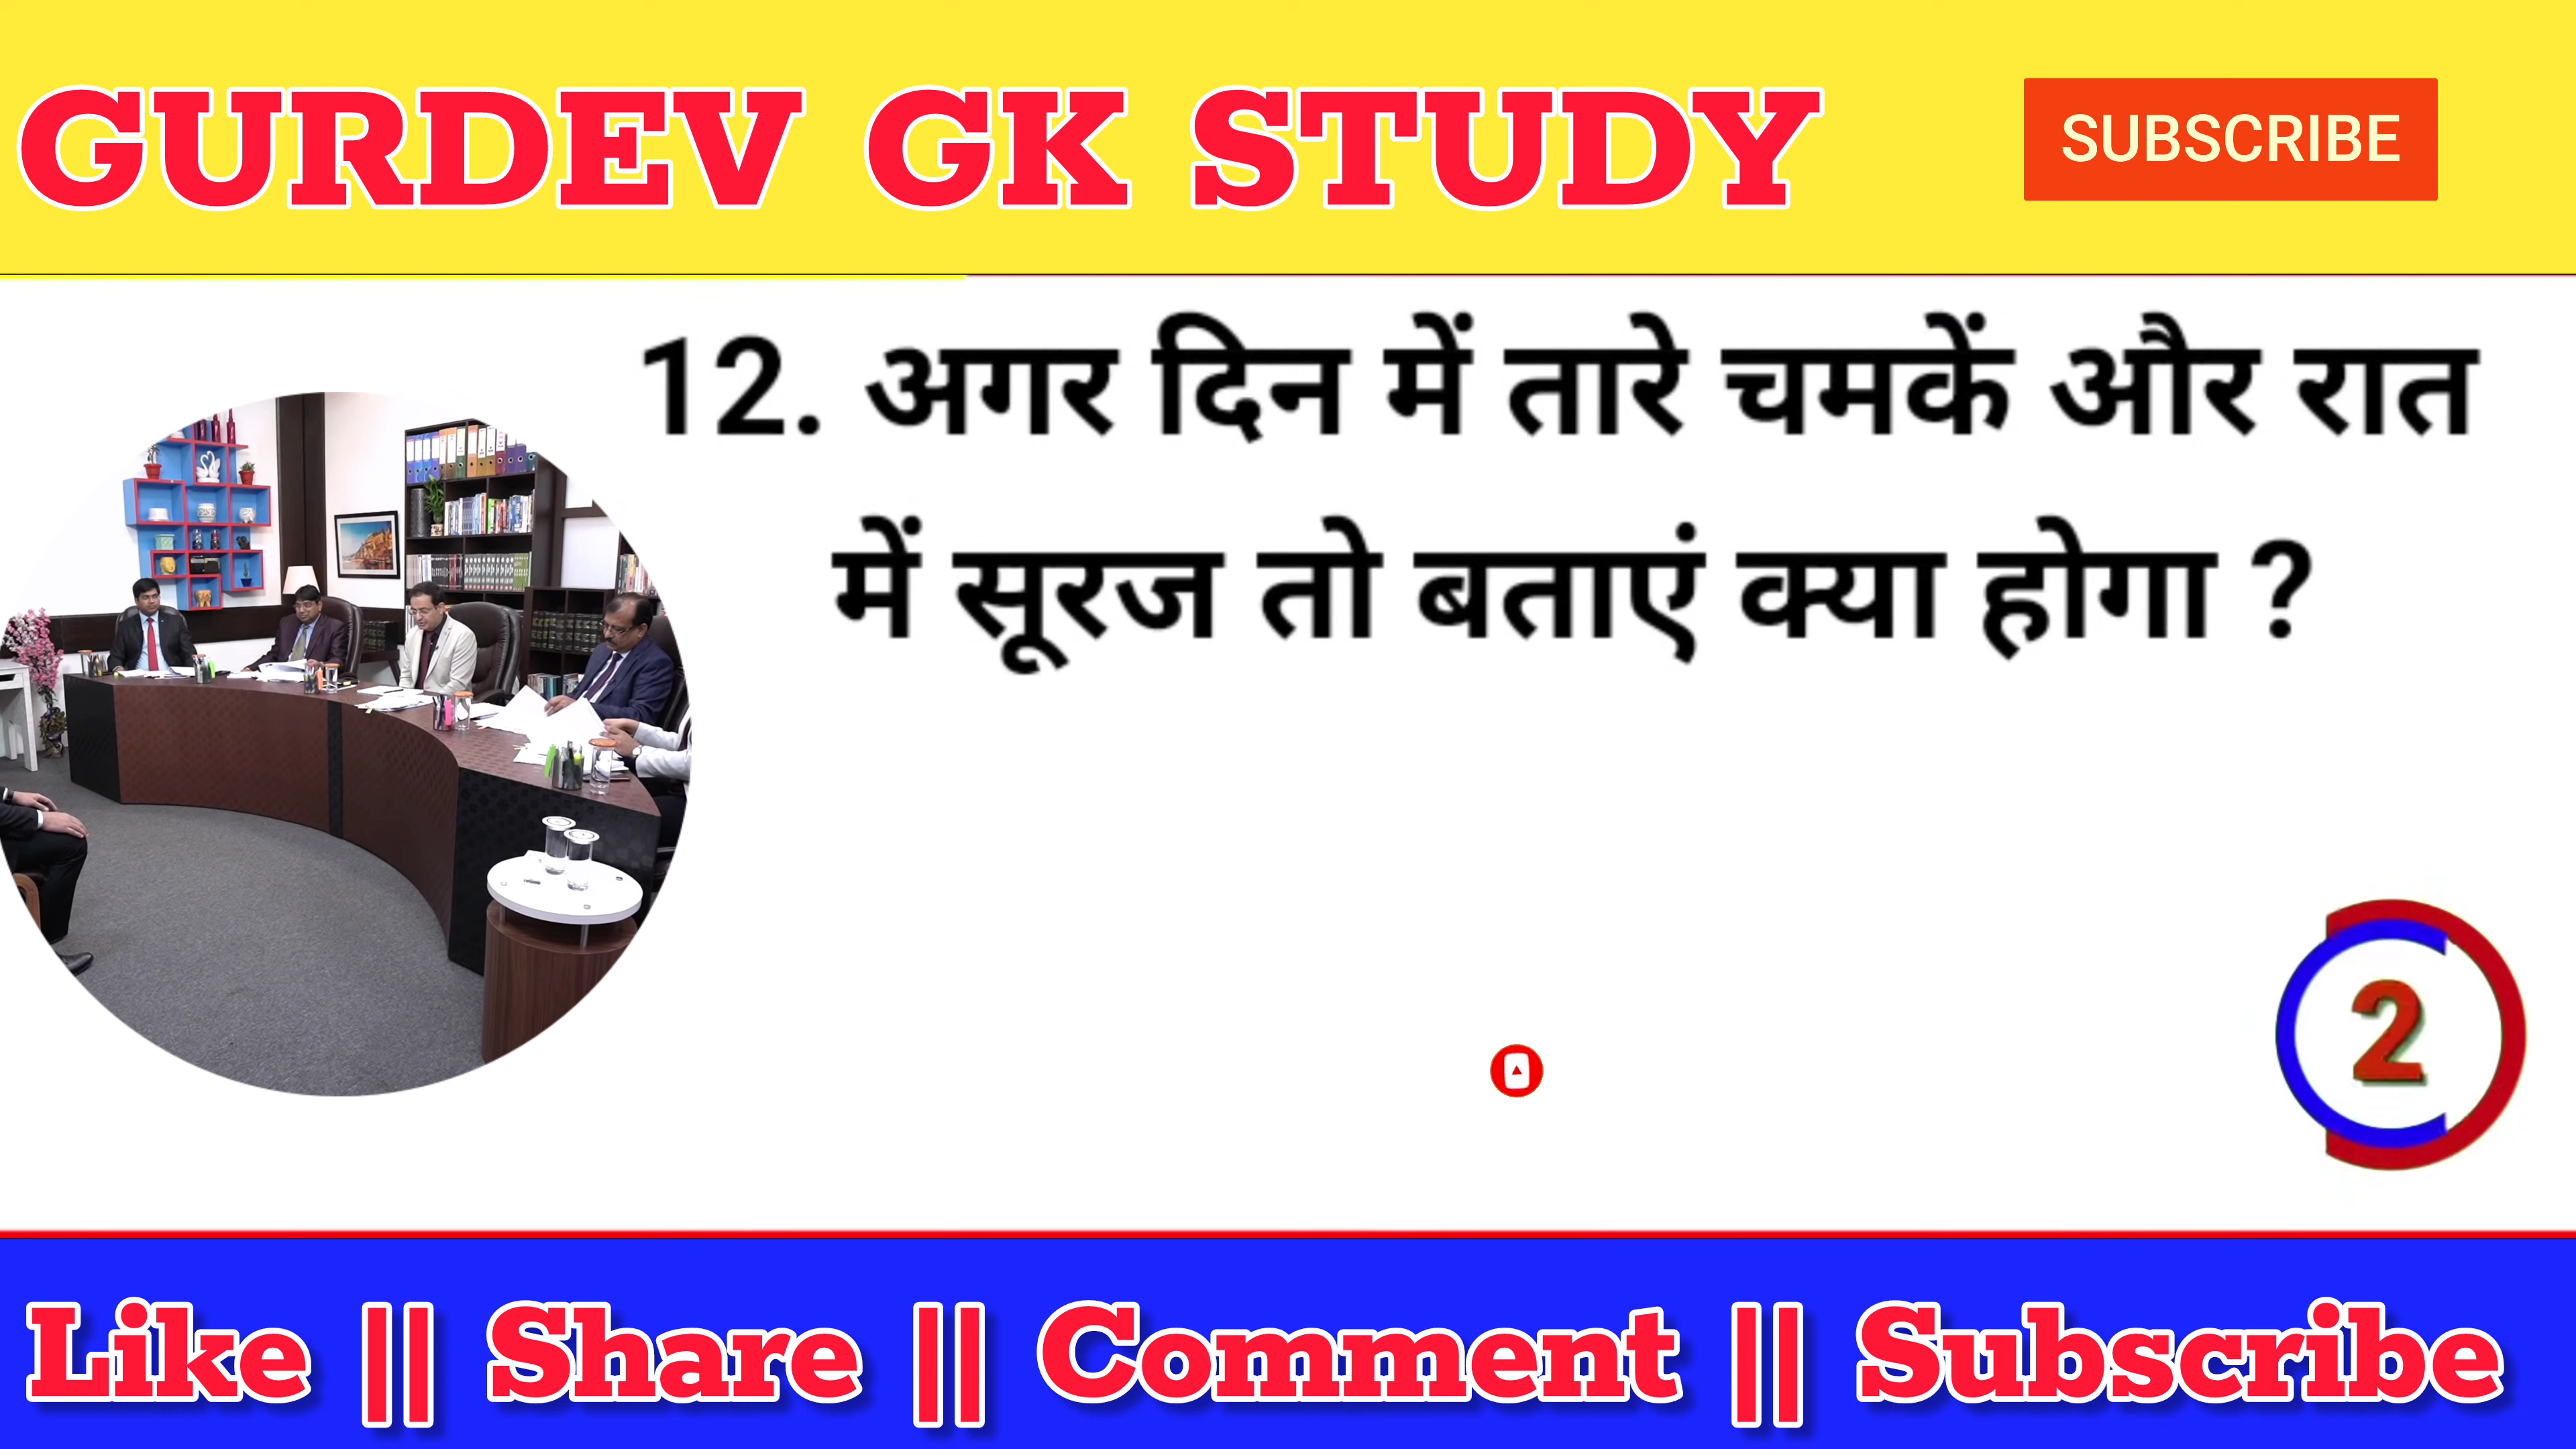 GURDEV GK STUDY
SUBSCRIBE
12. अगर दिन में तारे चमकें और रात
में सूरज तो बताएं क्या होगा ?
2
Like || Share || Comment || Subscribe